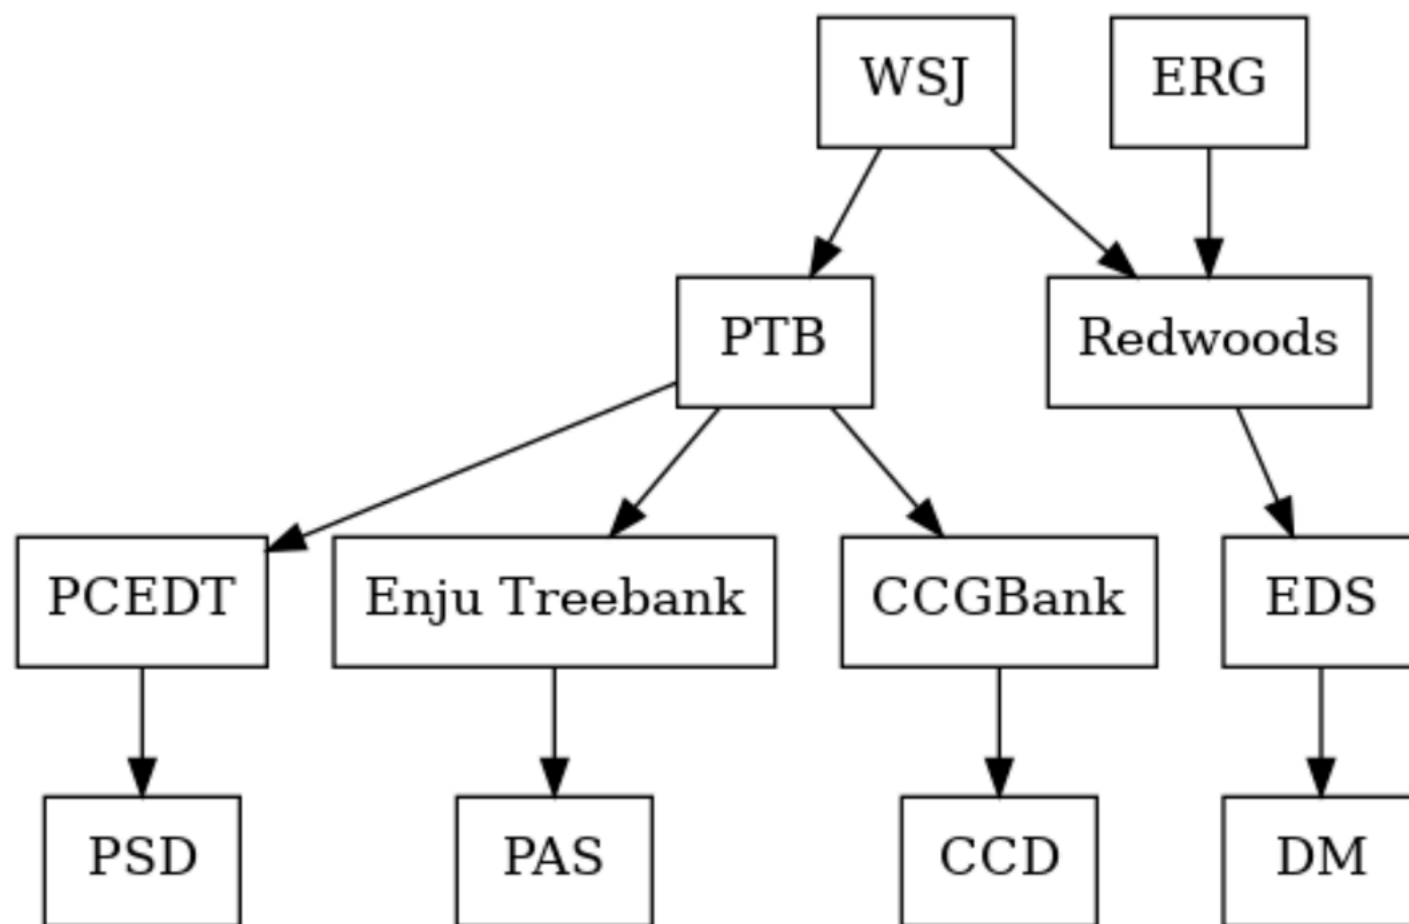 WSJ
ERG
PTB
Redwoods
PCEDT
Enju Treebank
CCGBank
EDS
PSD
PAS
CCD
DM